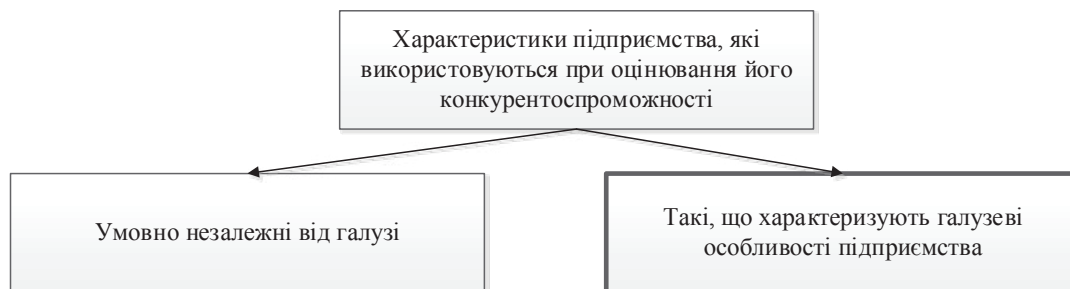 Характеристики підприємства, які
використовуються при оцінювання його
конкурентоспроможності
Умовно незалежні від галузі
Такі, що характеризують галузеві
особливості підприємства